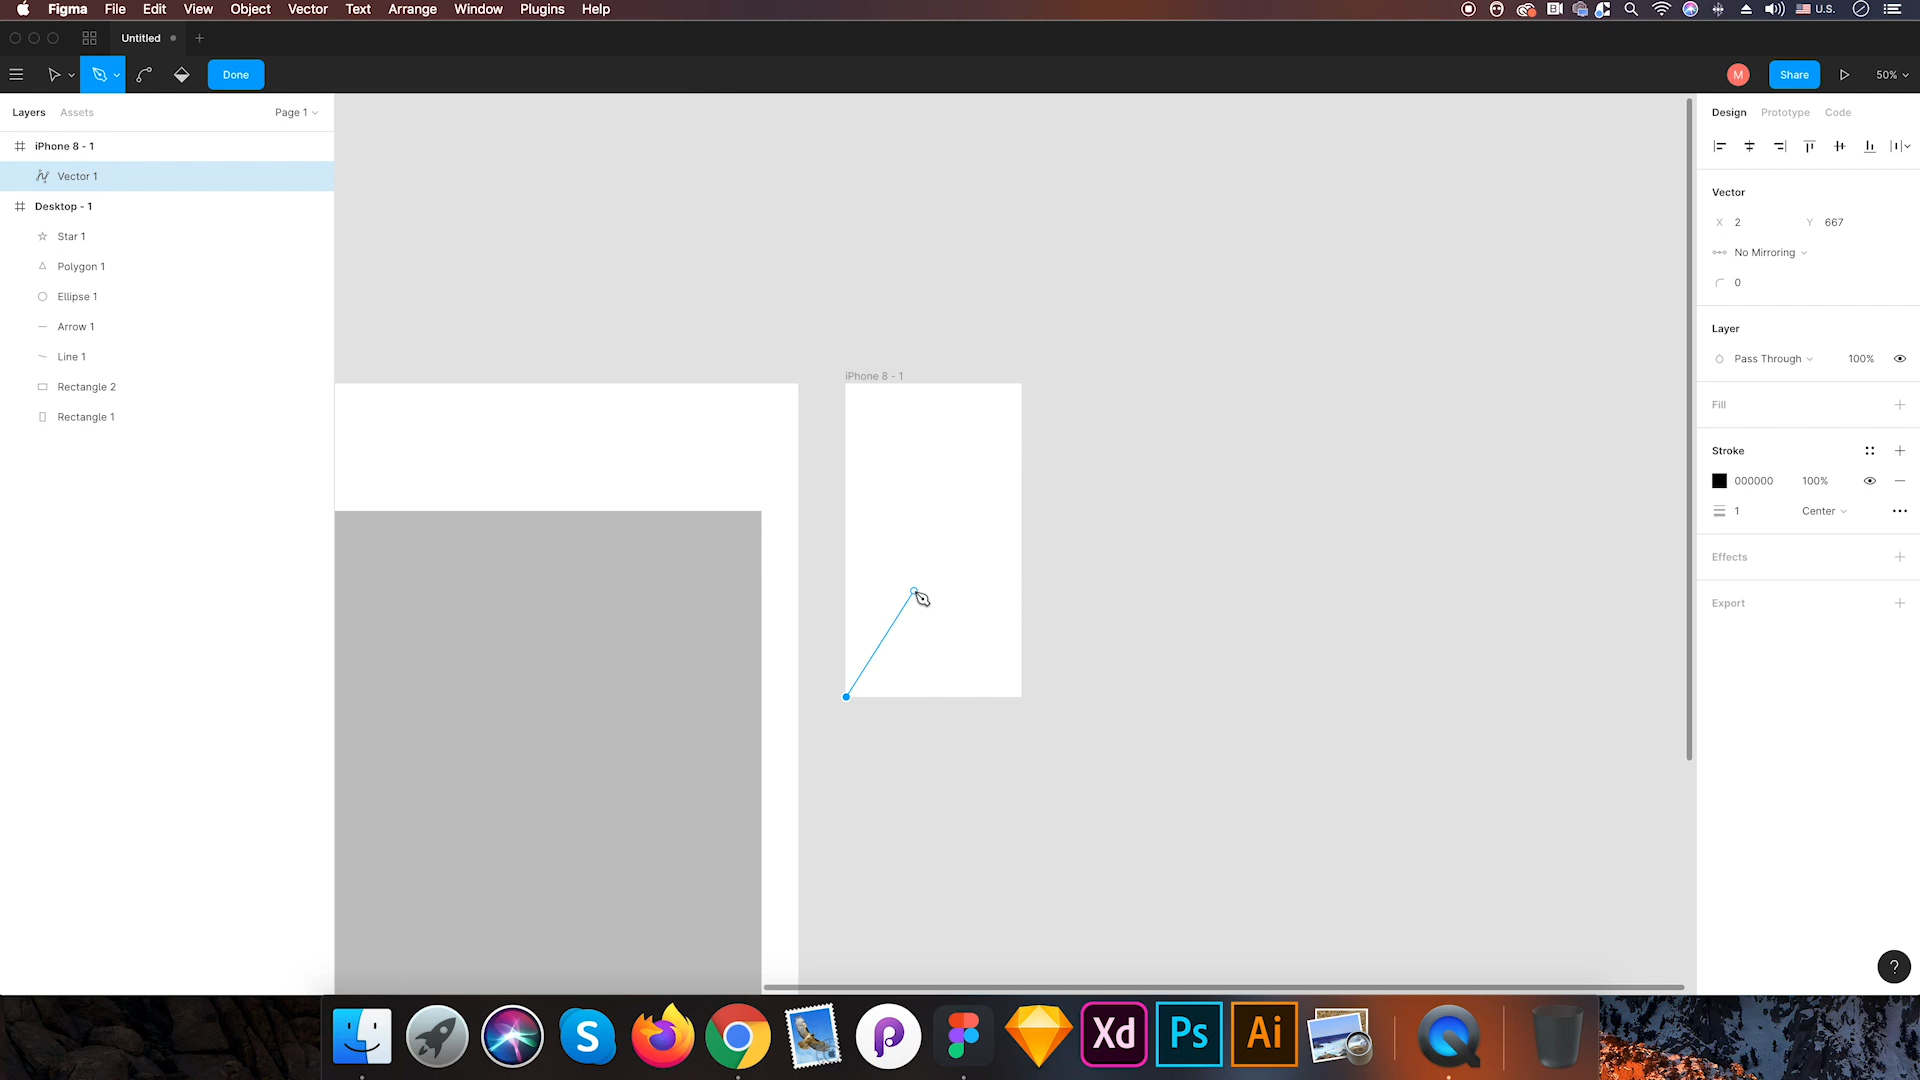 Figma File Edit View Object Vector Text Arrange Window Plugins Help U.S.
Untitled
Done M Share 50%
Layers Assets Page 1
Design Prototype Code
iPhone 8 - 1
Vector 1
Desktop - 1
Star 1
Polygon 1
Ellipse 1
Arrow 1
Line 1
Rectangle 2
Rectangle 1
iPhone 8 - 1
Vector
X 2 Y 667
No Mirroring
0
Layer
Pass Through 100%
Fill
Stroke
000000 100%
1 Center
Effects
Export
?
S Xd Ps Ai